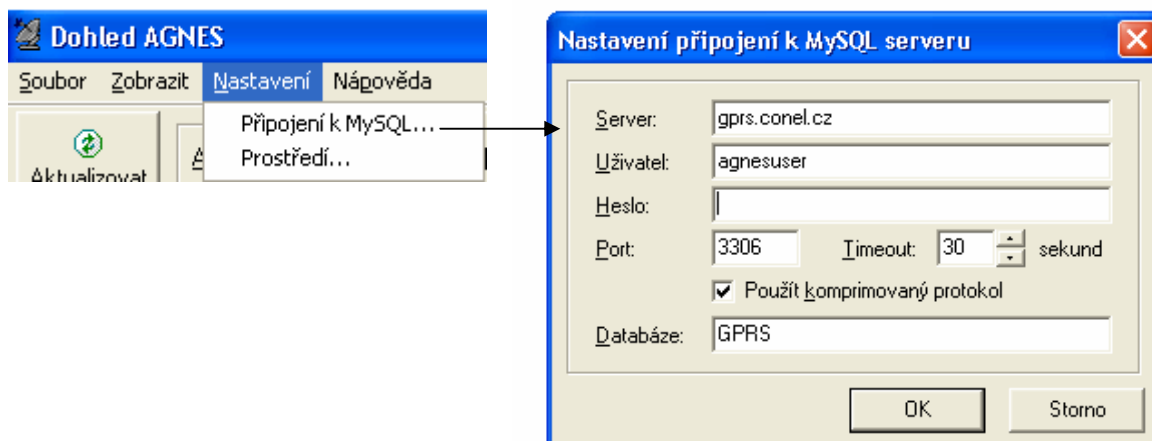 Dohled AGNES
Soubor Zobrazit Nastavení Nápověda
Připojení k MySQL...
Prostředí...
Aktualizovat
Nastavení připojení k MySQL serveru
Server: gprs.conel.cz
Uživatel: agnesuser
Heslo:
Port: 3306 Timeout: 30 sekund
Použít komprimovaný protokol
Databáze: GPRS
OK Storno